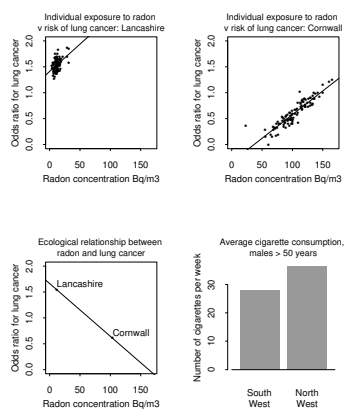 Individual exposure to radon
v risk of lung cancer: Lancashire
Odds ratio for lung cancer
0.0 0.5 1.0 1.5 2.0
0 50 100 150
Radon concentration Bq/m3
Individual exposure to radon
v risk of lung cancer: Cornwall
Odds ratio for lung cancer
0.0 0.5 1.0 1.5 2.0
0 50 100 150
Radon concentration Bq/m3
Ecological relationship between
radon and lung cancer
Odds ratio for lung cancer
0.0 0.5 1.0 1.5 2.0
Lancashire
Cornwall
0 50 100 150
Radon concentration Bq/m3
Average cigarette consumption,
males > 50 years
Number of cigarettes per week
0 10 20 30
South
West
North
West